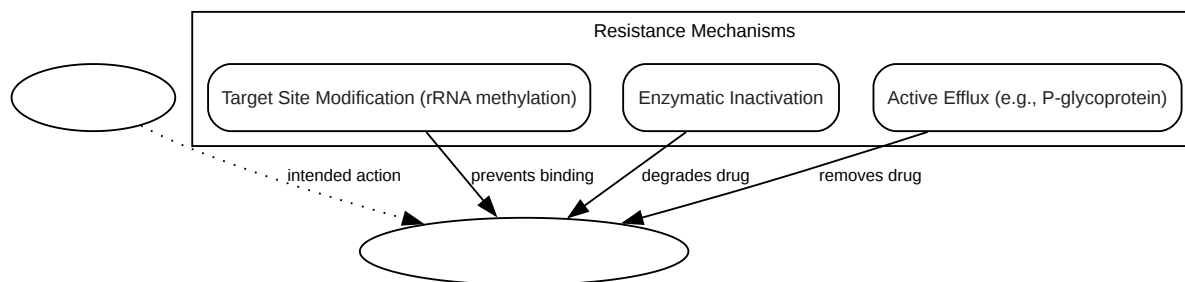 Resistance Mechanisms
Target Site Modification (rRNA methylation)
Enzymatic Inactivation
Active Efflux (e.g., P-glycoprotein)
intended action
prevents binding
degrades drug
removes drug